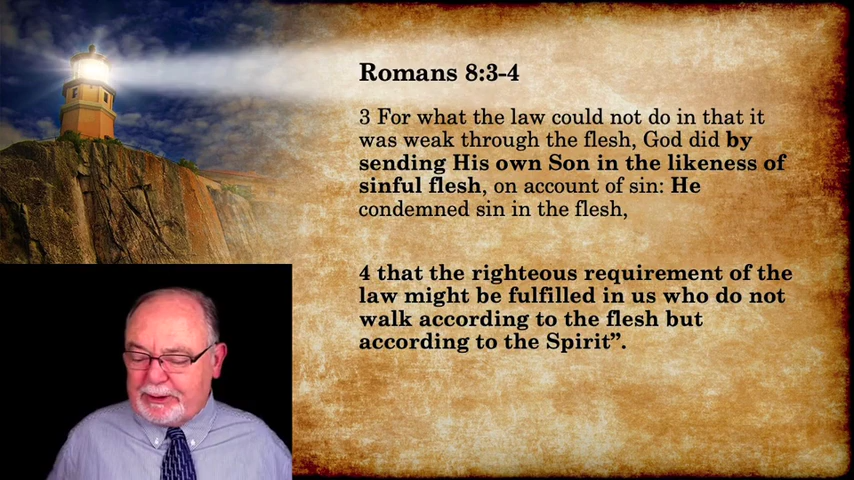 Romans 8:3-4
3 For what the law could not do in that it
was weak through the flesh, God did by
sending His own Son in the likeness of
sinful flesh, on account of sin: He
condemned sin in the flesh,
4 that the righteous requirement of the
law might be fulfilled in us who do not
walk according to the flesh but
according to the Spirit”.